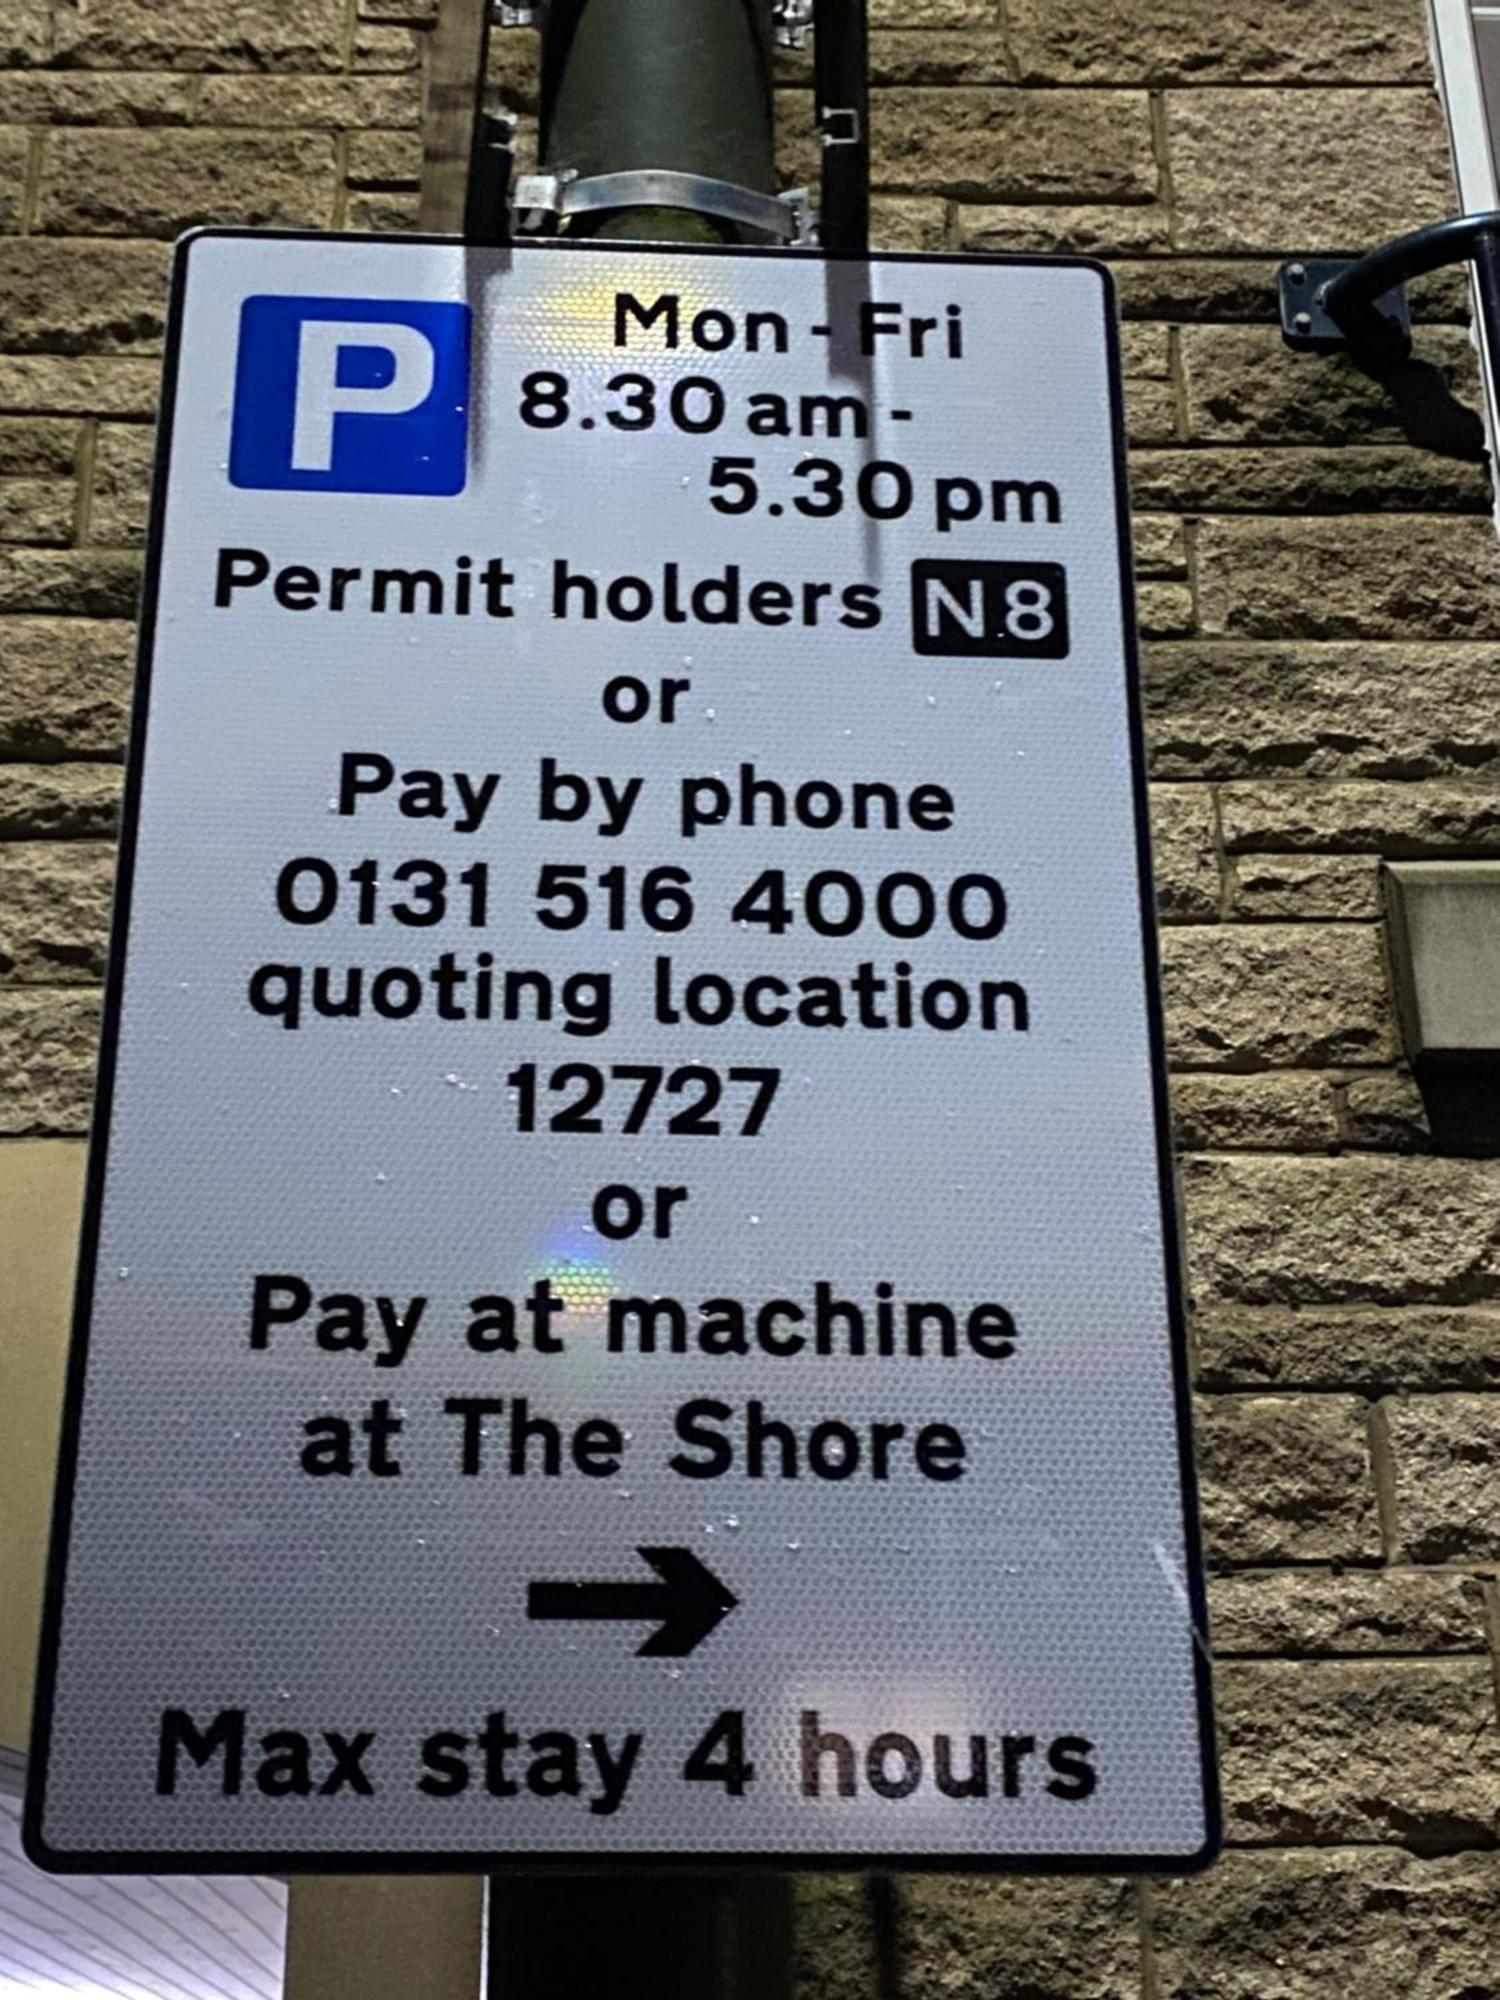 P Mon - Fri
8.30 am -
5.30 pm
Permit holders N8
or
Pay by phone
0131 516 4000
quoting location
12727
or
Pay at machine
at The Shore
Max stay 4 hours